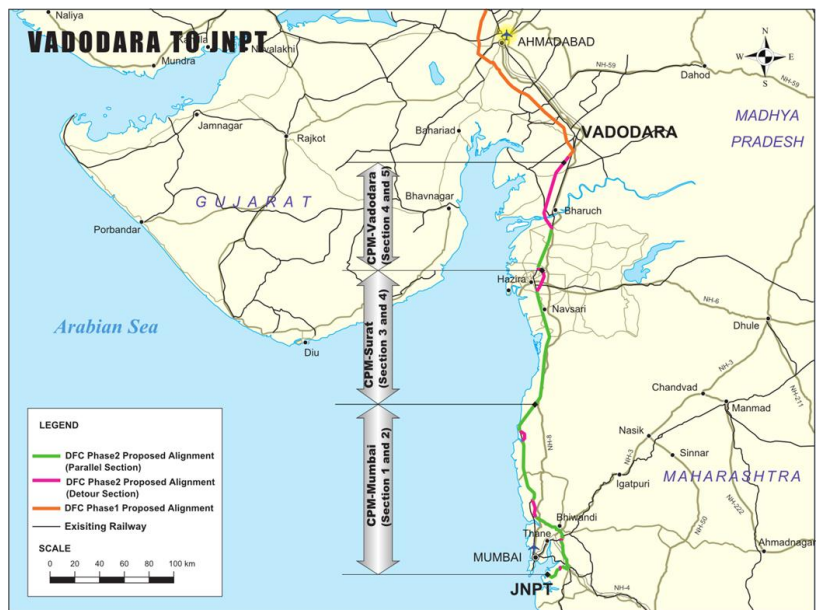 VADODARA TO JNPT
Naliya
Kandla
Navalakhi
Mundra
AHMADABAD
NH-59
Dahod
NH-59
N
W
E
S
MADHYA
PRADESH
Jamnagar
Rajkot
Bahariad
VADODARA
GUJARAT
Bhavnagar
Porbandar
Bharuch
CPM-Vadodara
(Section 4 and 5)
Hazira
NH-6
Navsari
Arabian Sea
Diu
Dhule
CPM-Surat
(Section 3 and 4)
NH-3
NH-211
Chandvad
Manmad
NH-8
Nasik
Sinnar
NH-3
Igatpuri
MAHARASHTRA
CPM-Mumbai
(Section 1 and 2)
NH-50
NH-222
Bhiwandi
Thane
MUMBAI
Ahmadnagar
JNPT
NH-4
LEGEND
DFC Phase2 Proposed Alignment
(Parallel Section)
DFC Phase2 Proposed Alignment
(Detour Section)
DFC Phase1 Proposed Alignment
Exisiting Railway
SCALE
0 20 40 60 80 100 km